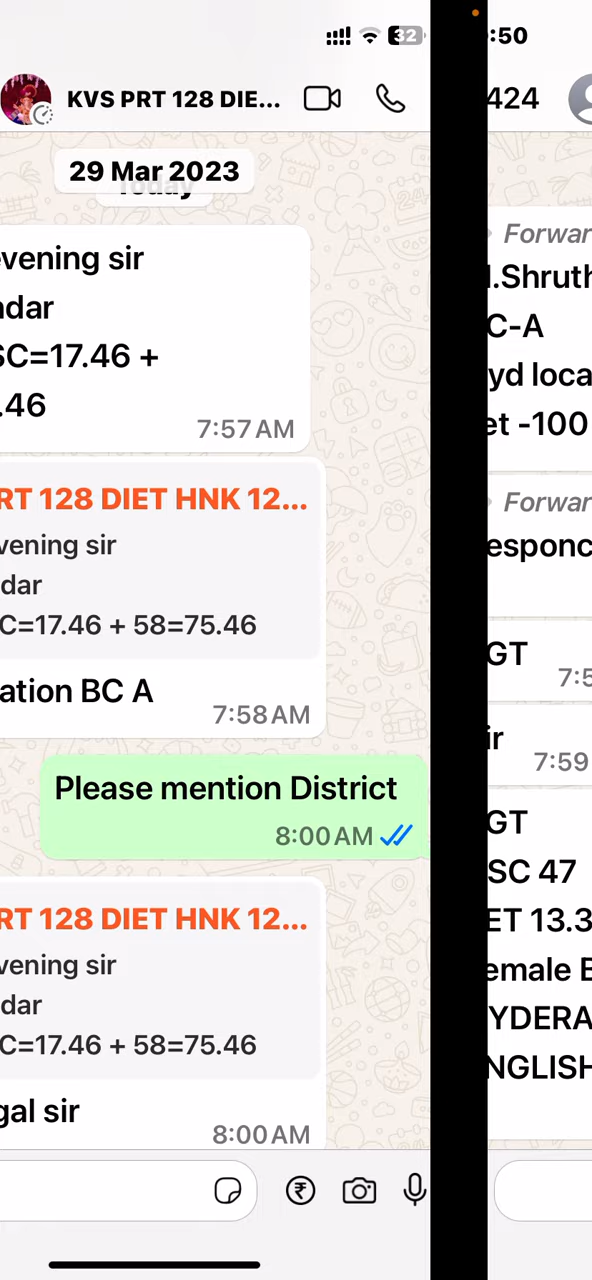 32
KVS PRT 128 DIE...
29 Mar 2023
Today
evening sir
SC=17.46 +
.46
7:57 AM
RT 128 DIET HNK 12...
vening sir
dar
C=17.46 + 58=75.46
ation BC A
7:58 AM
Please mention District
8:00 AM
RT 128 DIET HNK 12...
vening sir
dar
C=17.46 + 58=75.46
gal sir
8:00 AM
:50
424
Forwar
.Shruth
C-A
yd loca
et -100
Forwar
esponc
GT
7:5
ir
7:59
GT
SC 47
ET 13.3
emale B
YDERA
NGLISH